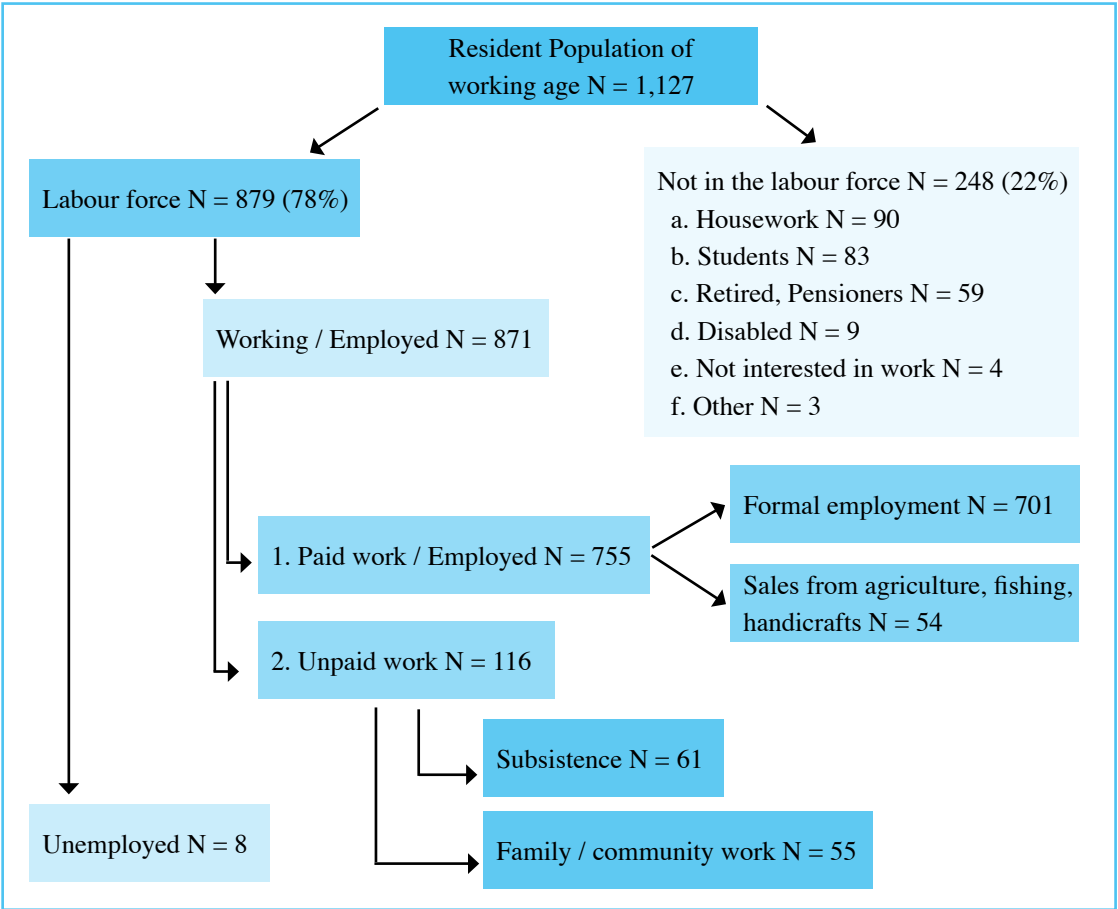 Resident Population of
working age N = 1,127
Labour force N = 879 (78%)
Not in the labour force N = 248 (22%)
a. Housework N = 90
b. Students N = 83
c. Retired, Pensioners N = 59
d. Disabled N = 9
e. Not interested in work N = 4
f. Other N = 3
Working / Employed N = 871
Formal employment N = 701
1. Paid work / Employed N = 755
Sales from agriculture, fishing,
handicrafts N = 54
2. Unpaid work N = 116
Subsistence N = 61
Unemployed N = 8
Family / community work N = 55